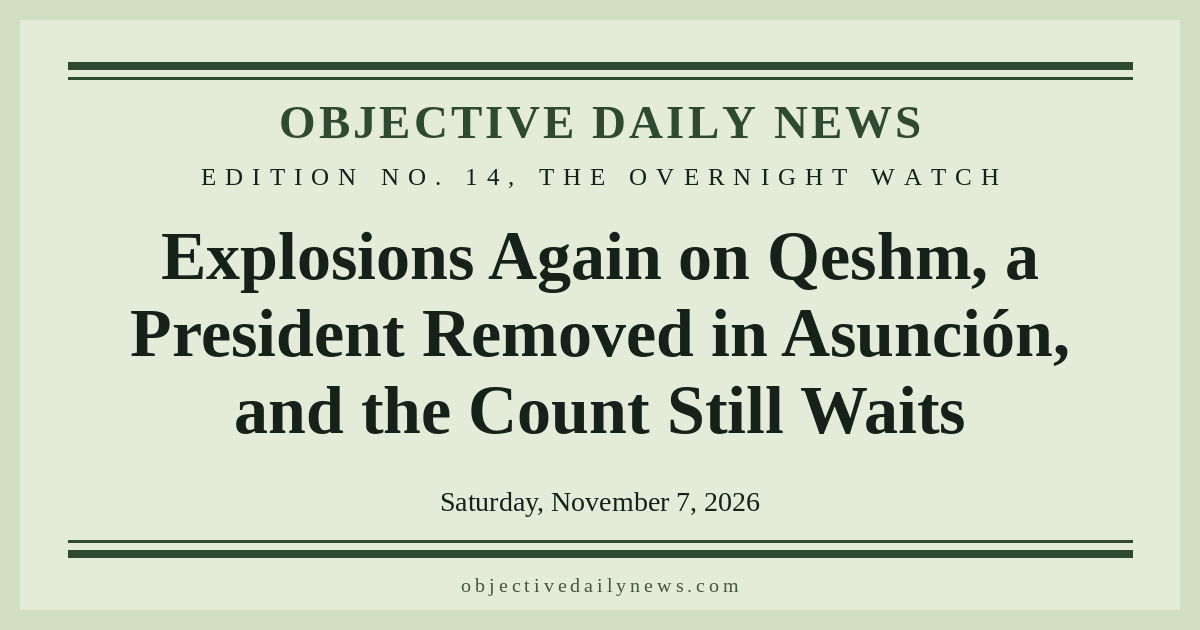 OBJECTIVE DAILY NEWS
EDITION NO. 14, THE OVERNIGHT WATCH
Explosions Again on Qeshm, a
President Removed in Asunción,
and the Count Still Waits
Saturday, November 7, 2026
objectivedailynews.com